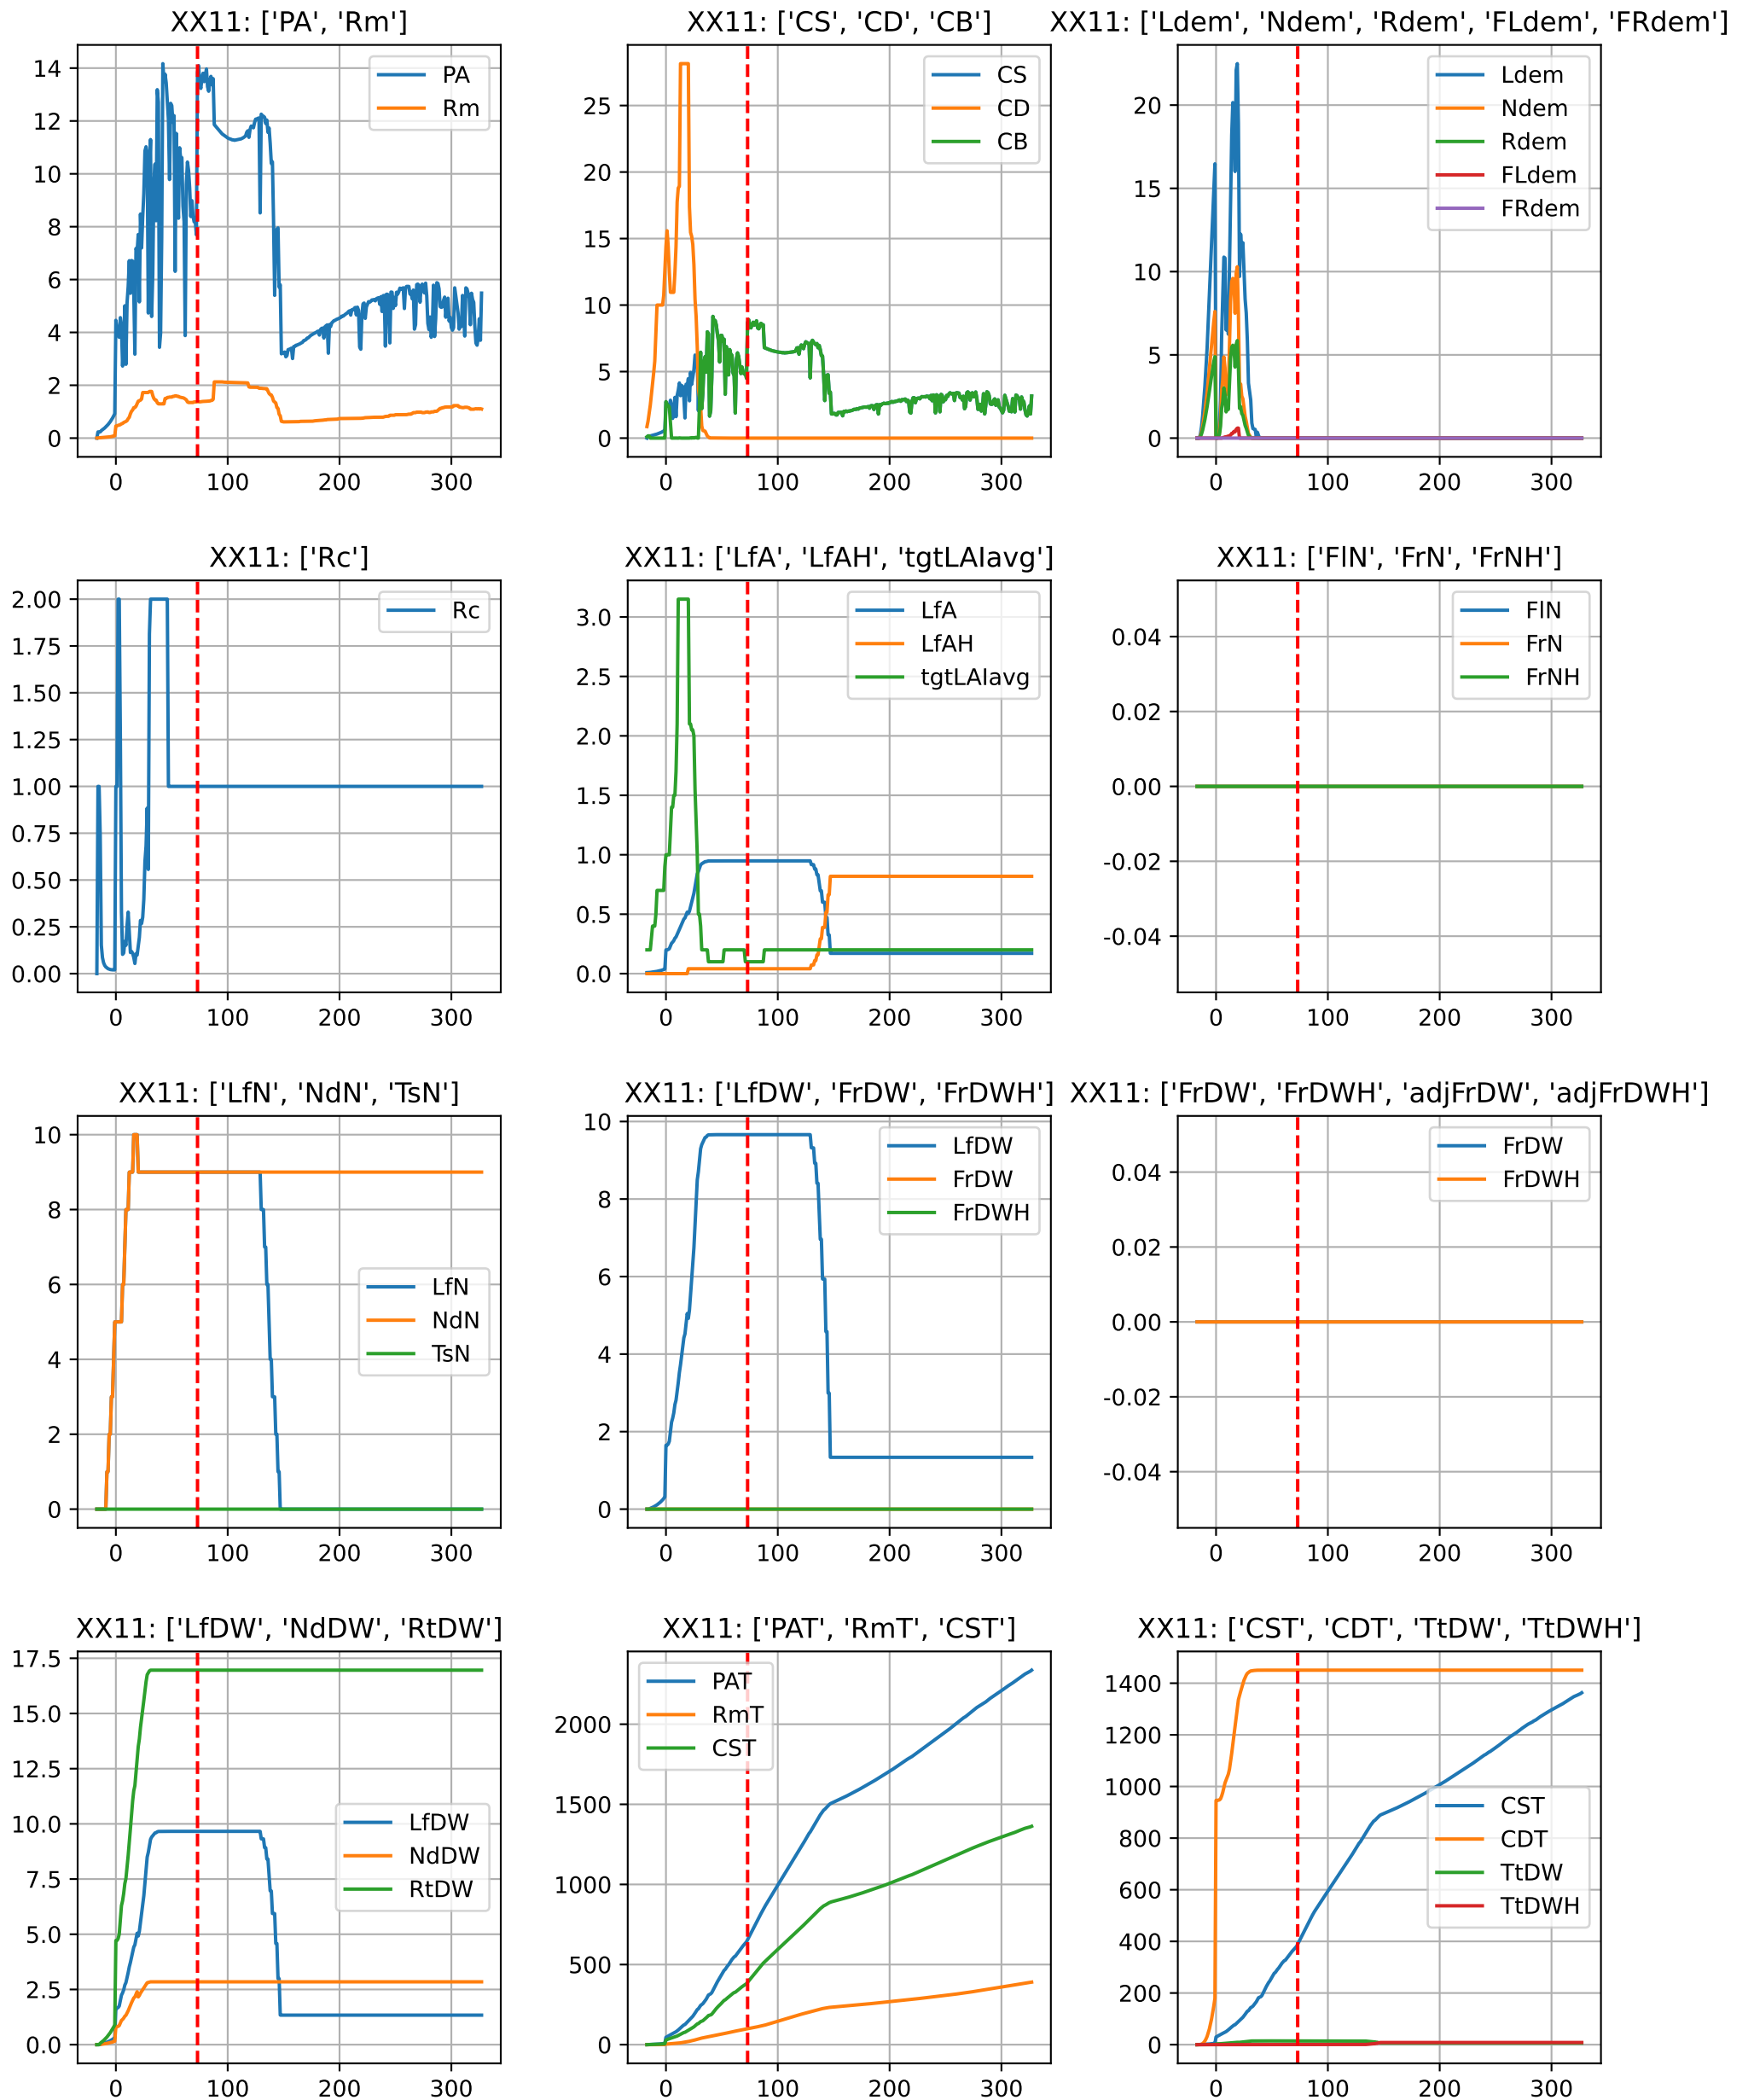 XX11: ['PA', 'Rm']
14
12
10
8
6
4
2
0
0 100 200 300
PA
Rm
XX11: ['CS', 'CD', 'CB']
25
20
15
10
5
0
0 100 200 300
CS
CD
CB
XX11: ['Ldem', 'Ndem', 'Rdem', 'FLdem', 'FRdem']
20
15
10
5
0
0 100 200 300
Ldem
Ndem
Rdem
FLdem
FRdem
XX11: ['Rc']
2.00
1.75
1.50
1.25
1.00
0.75
0.50
0.25
0.00
0 100 200 300
Rc
XX11: ['LfA', 'LfAH', 'tgtLAIavg']
3.0
2.5
2.0
1.5
1.0
0.5
0.0
0 100 200 300
LfA
LfAH
tgtLAIavg
XX11: ['FlN', 'FrN', 'FrNH']
0.04
0.02
0.00
-0.02
-0.04
0 100 200 300
FlN
FrN
FrNH
XX11: ['LfN', 'NdN', 'TsN']
10
8
6
4
2
0
0 100 200 300
LfN
NdN
TsN
XX11: ['LfDW', 'FrDW', 'FrDWH']
10
8
6
4
2
0
0 100 200 300
LfDW
FrDW
FrDWH
XX11: ['FrDW', 'FrDWH', 'adjFrDW', 'adjFrDWH']
0.04
0.02
0.00
-0.02
-0.04
0 100 200 300
FrDW
FrDWH
XX11: ['LfDW', 'NdDW', 'RtDW']
17.5
15.0
12.5
10.0
7.5
5.0
2.5
0.0
0 100 200 300
LfDW
NdDW
RtDW
XX11: ['PAT', 'RmT', 'CST']
2000
1500
1000
500
0
0 100 200 300
PAT
RmT
CST
XX11: ['CST', 'CDT', 'TtDW', 'TtDWH']
1400
1200
1000
800
600
400
200
0
0 100 200 300
CST
CDT
TtDW
TtDWH